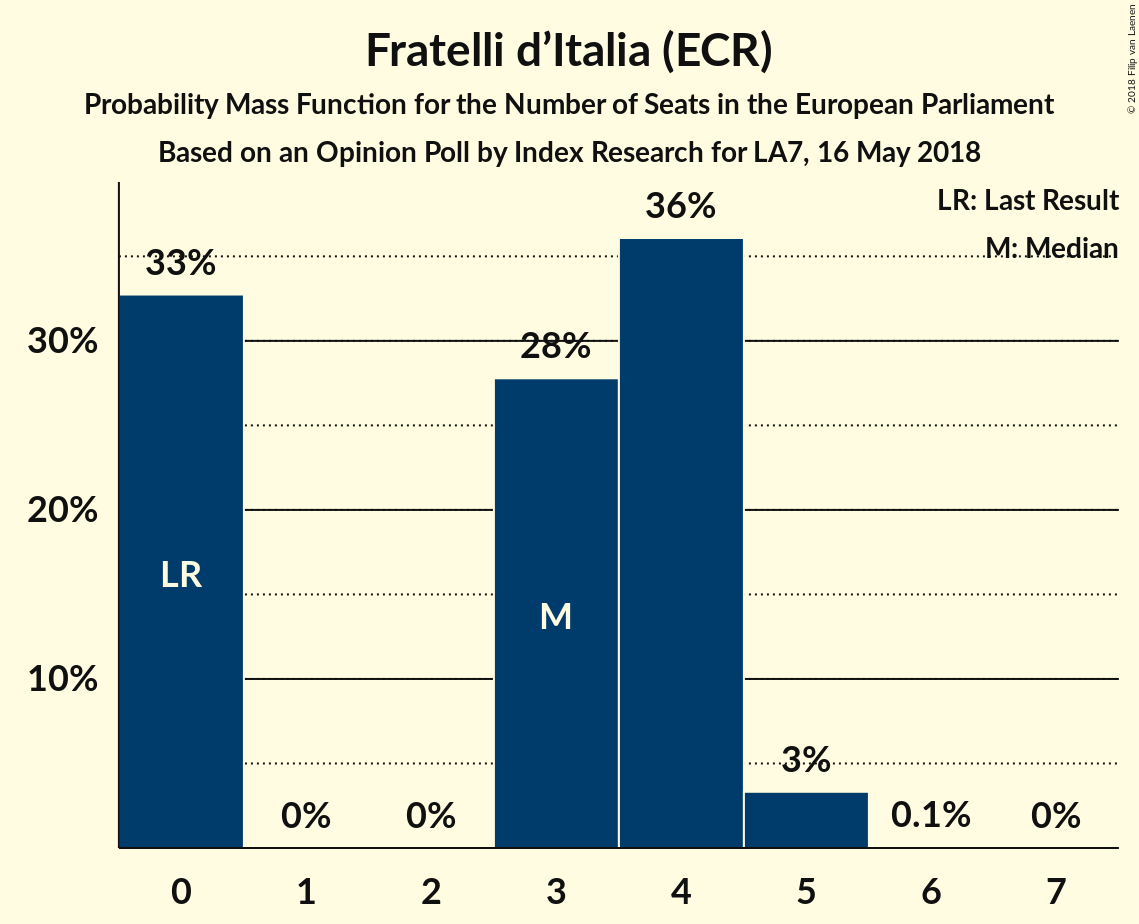 Fratelli d’Italia (ECR)
Probability Mass Function for the Number of Seats in the European Parliament
Based on an Opinion Poll by Index Research for LA7, 16 May 2018
© 2018 Filip van Laenen
LR: Last Result
M: Median
36%
33%
28%
30%
20%
10%
LR
M
3%
0%
0%
0.1%
0%
0
1
2
3
4
5
6
7